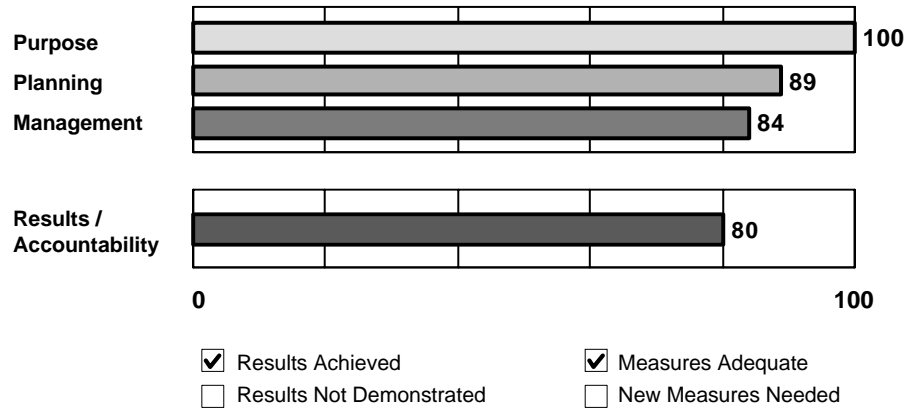 Purpose 100
Planning 89
Management 84
Results /
Accountability 80
0 100
Results Achieved Measures Adequate
Results Not Demonstrated New Measures Needed